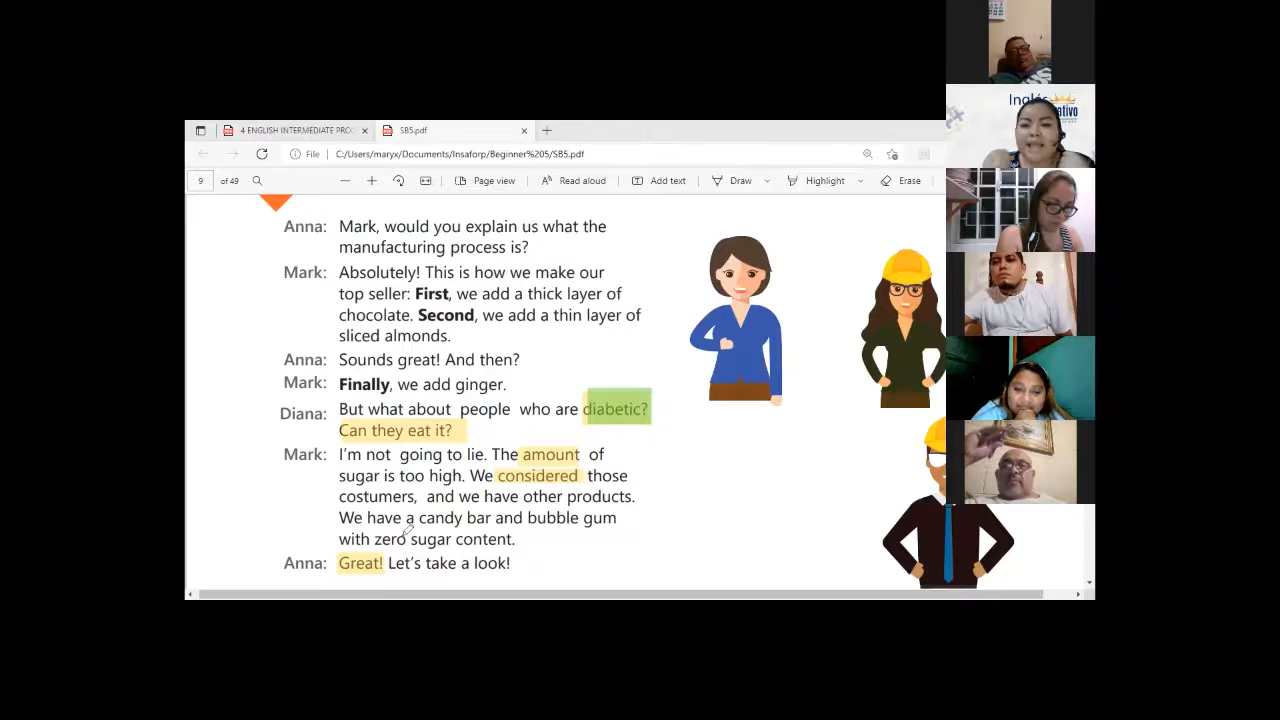 4 ENGLISH INTERMEDIATE PRO
SB5.pdf
File C:/Users/maryx/Documents/Insaforp/Beginner%205/SB5.pdf
9 of 49 Page view Read aloud Add text Draw Highlight Erase
Anna: Mark, would you explain us what the
manufacturing process is?
Mark: Absolutely! This is how we make our
top seller: First, we add a thick layer of
chocolate. Second, we add a thin layer of
sliced almonds.
Anna: Sounds great! And then?
Mark: Finally, we add ginger.
Diana: But what about people who are diabetic?
Can they eat it?
Mark: I'm not going to lie. The amount of
sugar is too high. We considered those
costumers, and we have other products.
We have a candy bar and bubble gum
with zero sugar content.
Anna: Great! Let's take a look!
Inglés